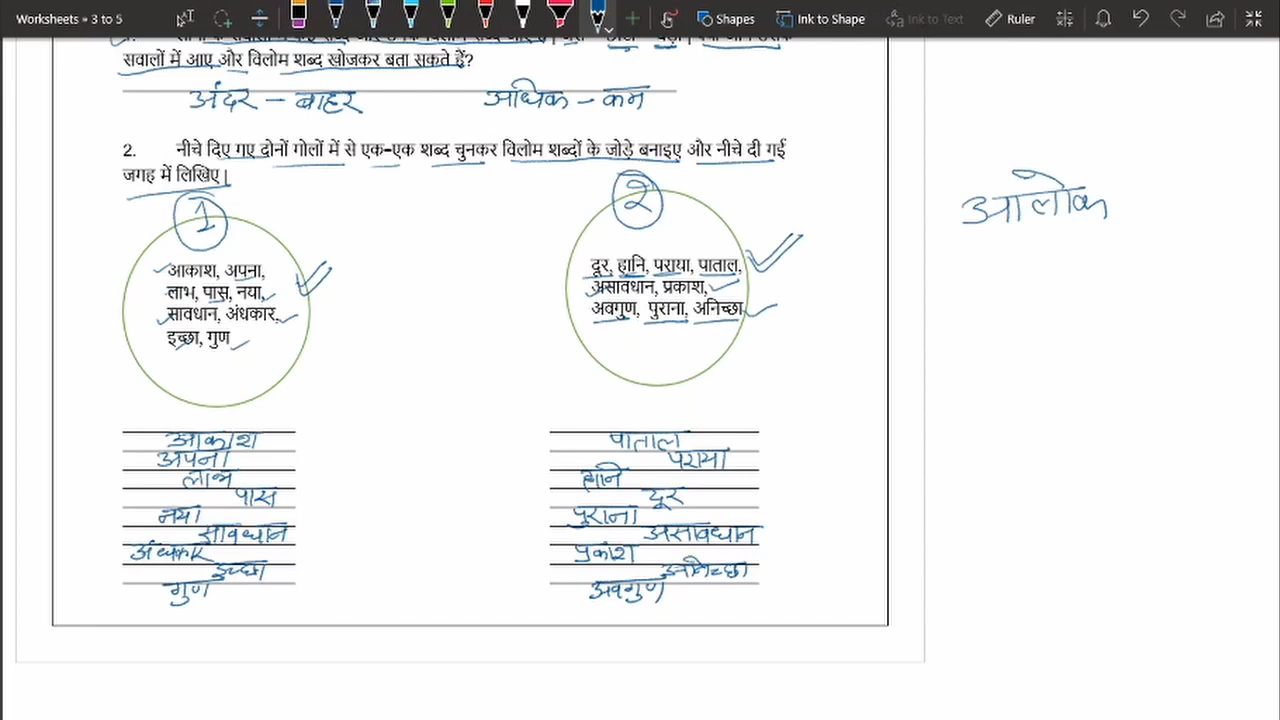 Worksheets = 3 to 5
Shapes
Ink to Shape
Ink to Text
Ruler
सवालों में आए और विलोम शब्द खोजकर बता सकते हैं?
अंदर – बाहर
अधिक – कम
2. नीचे दिए गए दोनों गोलों में से एक-एक शब्द चुनकर विलोम शब्दों के जोड़े बनाइए और नीचे दी गई
जगह में लिखिए।
1
2
आलोक
आकाश, अपना,
लाभ, पास, नया,
सावधान, अंधकार,
इच्छा, गुण
दूर, हानि, पराया, पाताल,
असावधान, प्रकाश,
अवगुण, पुराना, अनिच्छा
आकाश
अपना
लाभ
पास
नया
सावधान
अंधकार
इच्छा
गुण
पाताल
पराया
हानि
दूर
पुराना
असावधान
प्रकाश
अनिच्छा
अवगुण